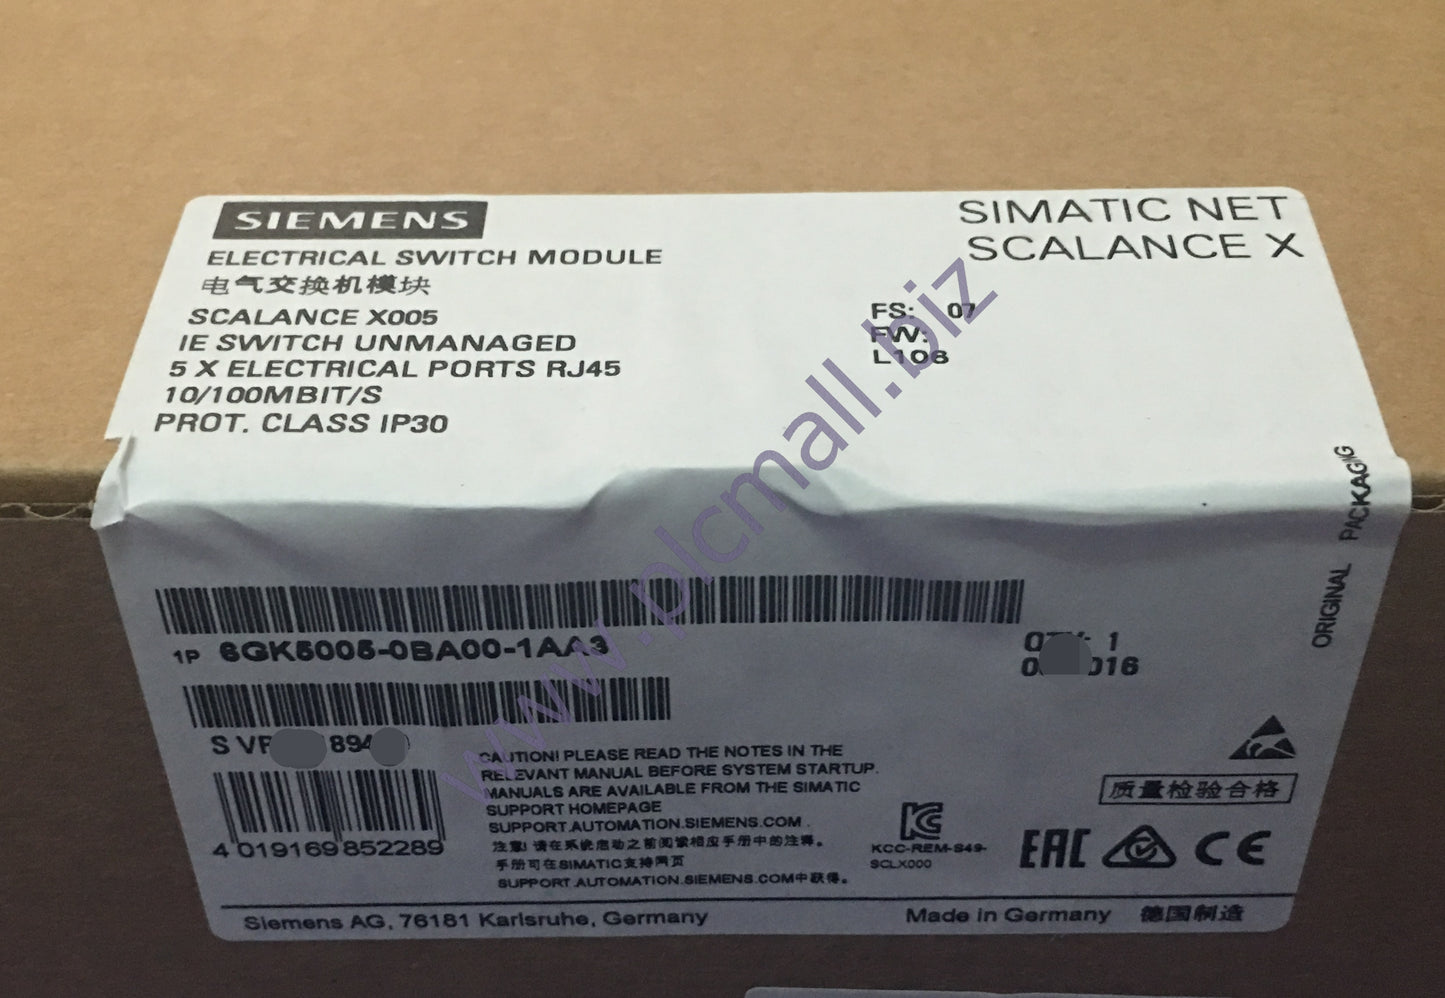 SIEMENS
SIMATIC NET
SCALANCE X
ELECTRICAL SWITCH MODULE
电气交换机模块
SCALANCE X005
IE SWITCH UNMANAGED
5 X ELECTRICAL PORTS RJ45
10/100MBIT/S
PROT. CLASS IP30
FS: 07
FW:
L106
ORIGINAL PACKAGING
1P 6GK5005-0BA00-1AA3
QTY: 1
016
S VP 894
4 019169 852289
CAUTION! PLEASE READ THE NOTES IN THE
RELEVANT MANUAL BEFORE SYSTEM STARTUP.
MANUALS ARE AVAILABLE FROM THE SIMATIC
SUPPORT HOMEPAGE
SUPPORT.AUTOMATION.SIEMENS.COM.
注意! 请在系统启动之前阅读相应手册中的注释。
手册可在SIMATIC支持网页
SUPPORT.AUTOMATION.SIEMENS.COM中获得。
质量检验合格
KCC-REM-S49-
SCLX000
EAC CE
Siemens AG, 76181 Karlsruhe, Germany
Made in Germany 德国制造
www.plcmall.biz